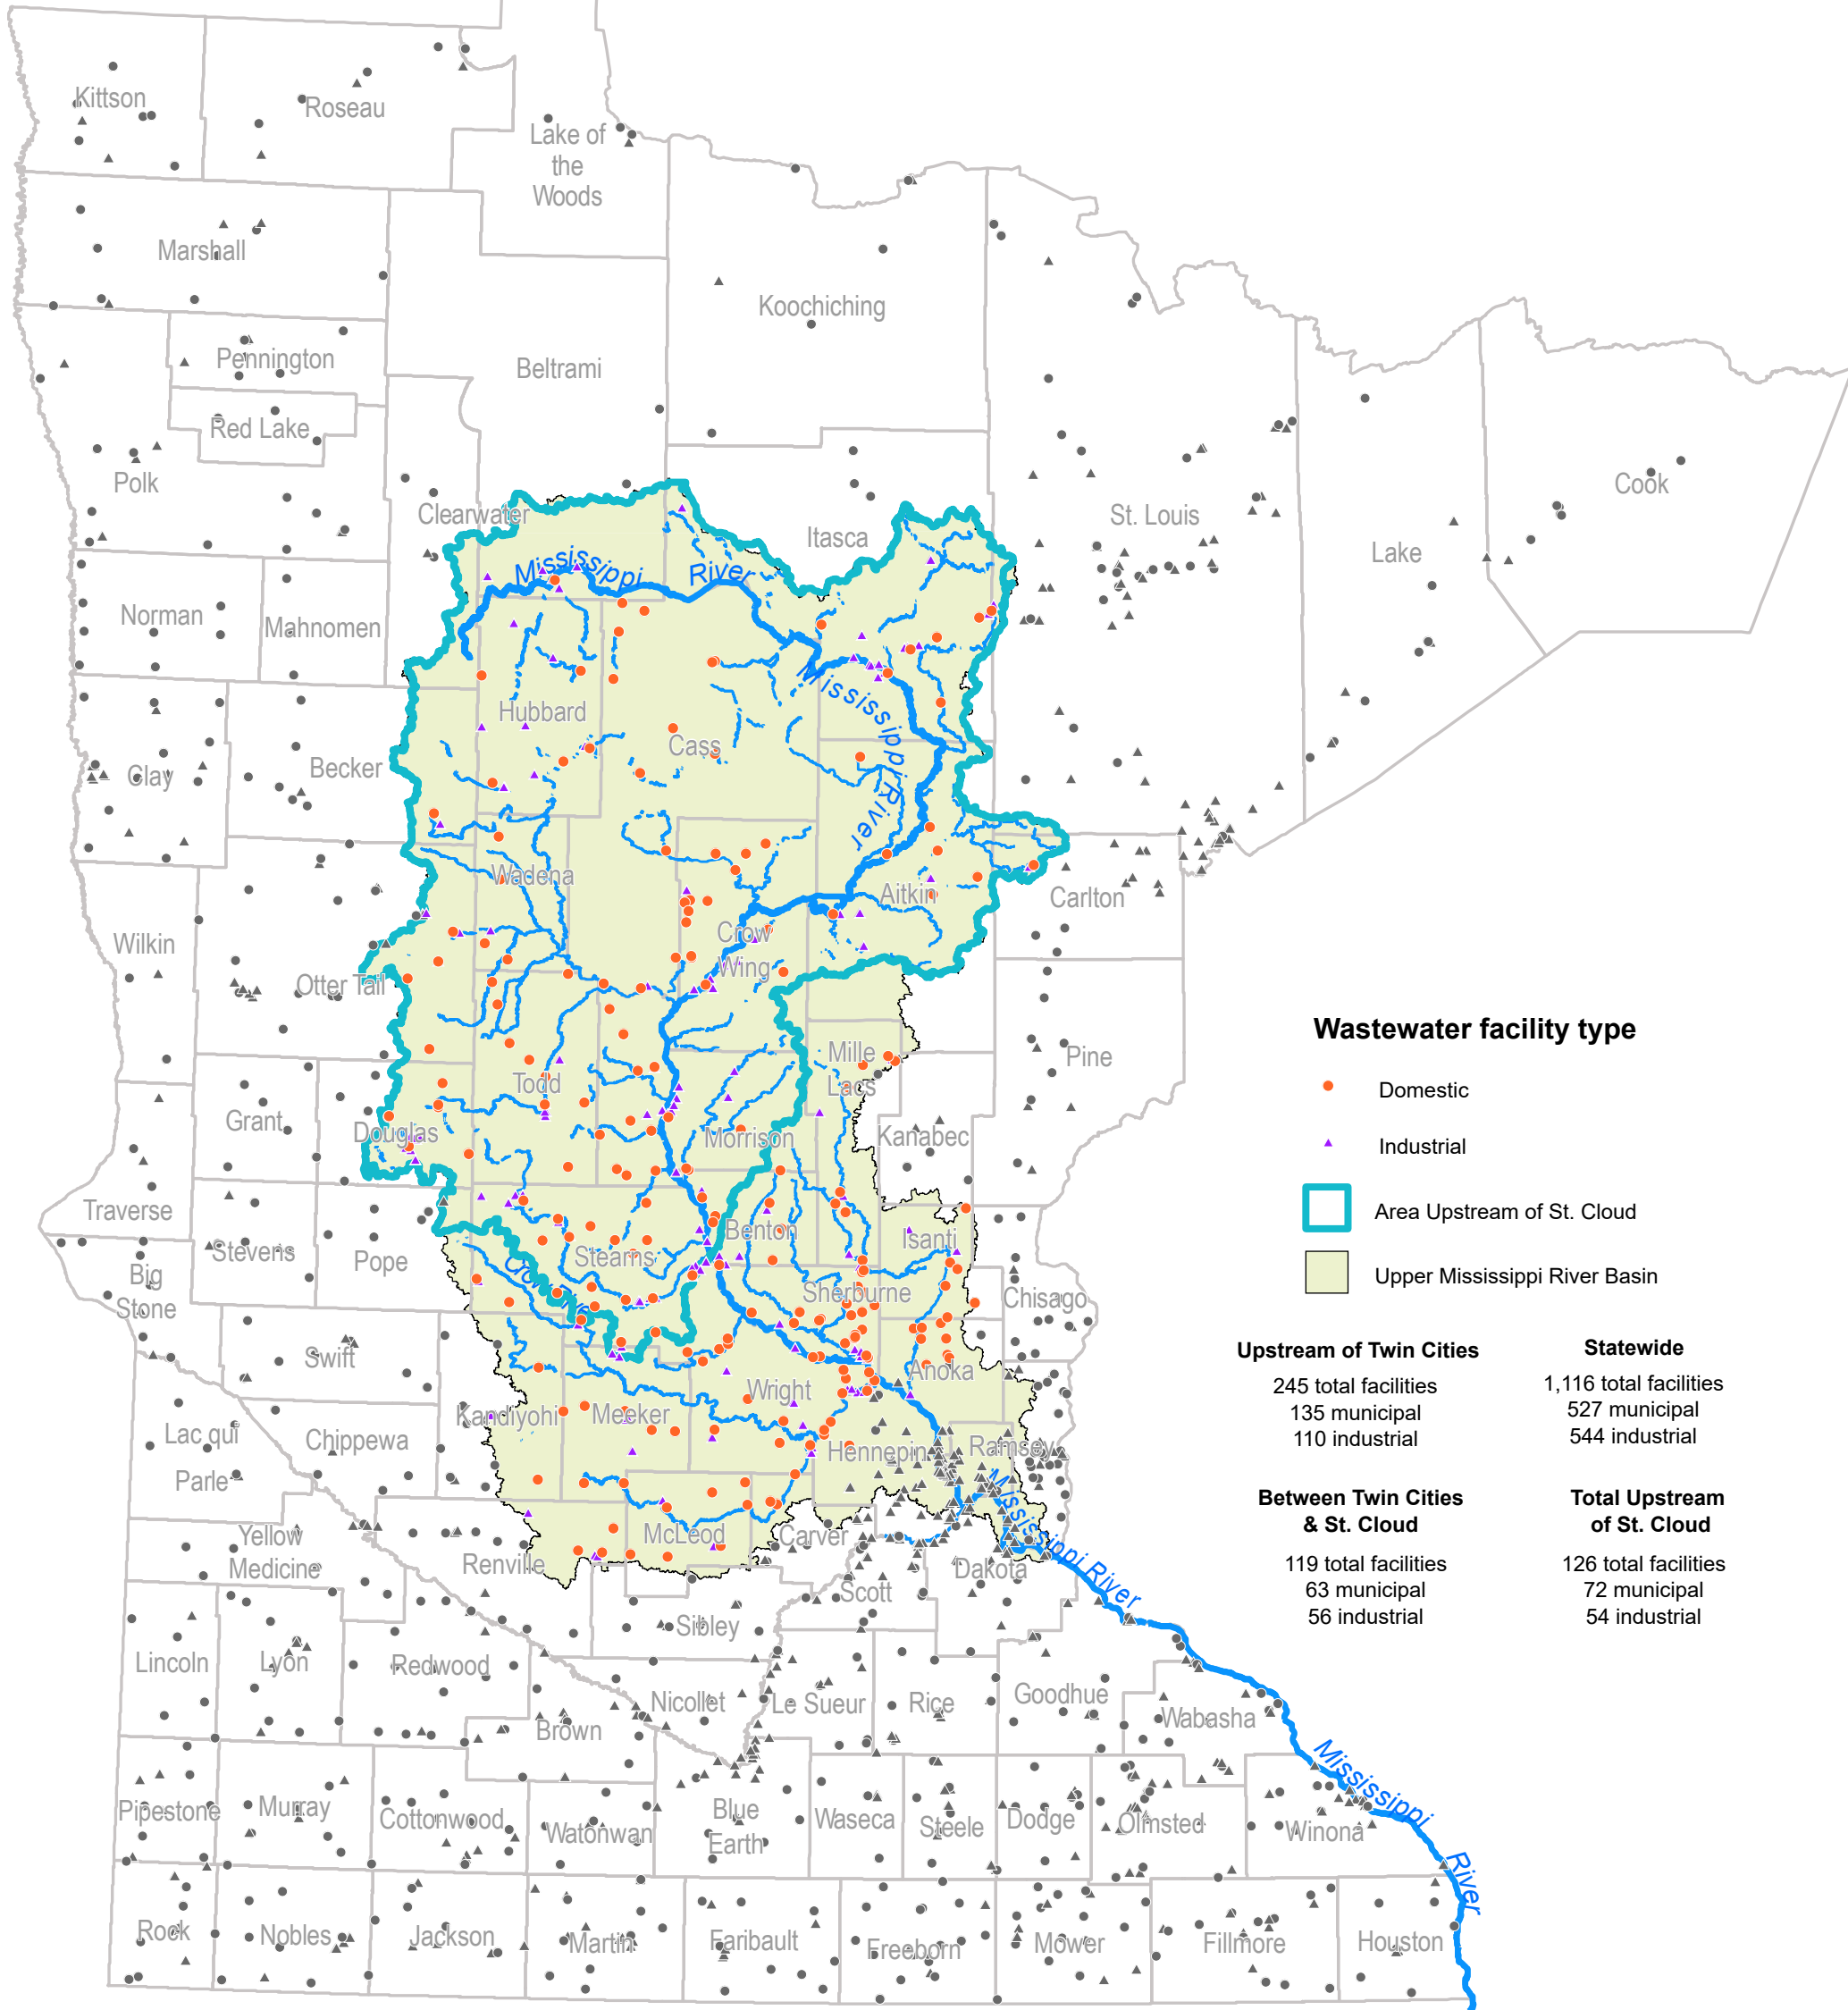 Kittson
Roseau
Lake of
the
Woods
Marshall
Koochiching
Pennington
Beltrami
Red Lake
Polk
Clearwater
Itasca
St. Louis
Cook
Lake
Mississippi River
Norman
Mahnomen
Mississippi River
Hubbard
Cass
Clay
Becker
Wadena
Aitkin
Carlton
Wilkin
Crow
Wing
Otter Tail
Mille
Lacs
Pine
Todd
Grant
Douglas
Morrison
Kanabec
Traverse
Benton
Isanti
Stevens
Pope
Stearns
Big
Stone
Crow River
Sherburne
Chisago
Swift
Anoka
Wright
Kandiyohi
Meeker
Lac qui
Parle
Chippewa
Hennepin
Ramsey
Mississippi River
Yellow
Medicine
Renville
McLeod
Carver
Dakota
Scott
Sibley
Lincoln
Lyon
Redwood
Nicollet
Le Sueur
Rice
Goodhue
Wabasha
Brown
Mississippi
River
Pipestone
Murray
Cottonwood
Watonwan
Blue
Earth
Waseca
Steele
Dodge
Olmsted
Winona
Rock
Nobles
Jackson
Martin
Faribault
Freeborn
Mower
Fillmore
Houston
Wastewater facility type
Domestic
Industrial
Area Upstream of St. Cloud
Upper Mississippi River Basin
Upstream of Twin Cities
245 total facilities
135 municipal
110 industrial
Statewide
1,116 total facilities
527 municipal
544 industrial
Between Twin Cities
& St. Cloud
119 total facilities
63 municipal
56 industrial
Total Upstream
of St. Cloud
126 total facilities
72 municipal
54 industrial